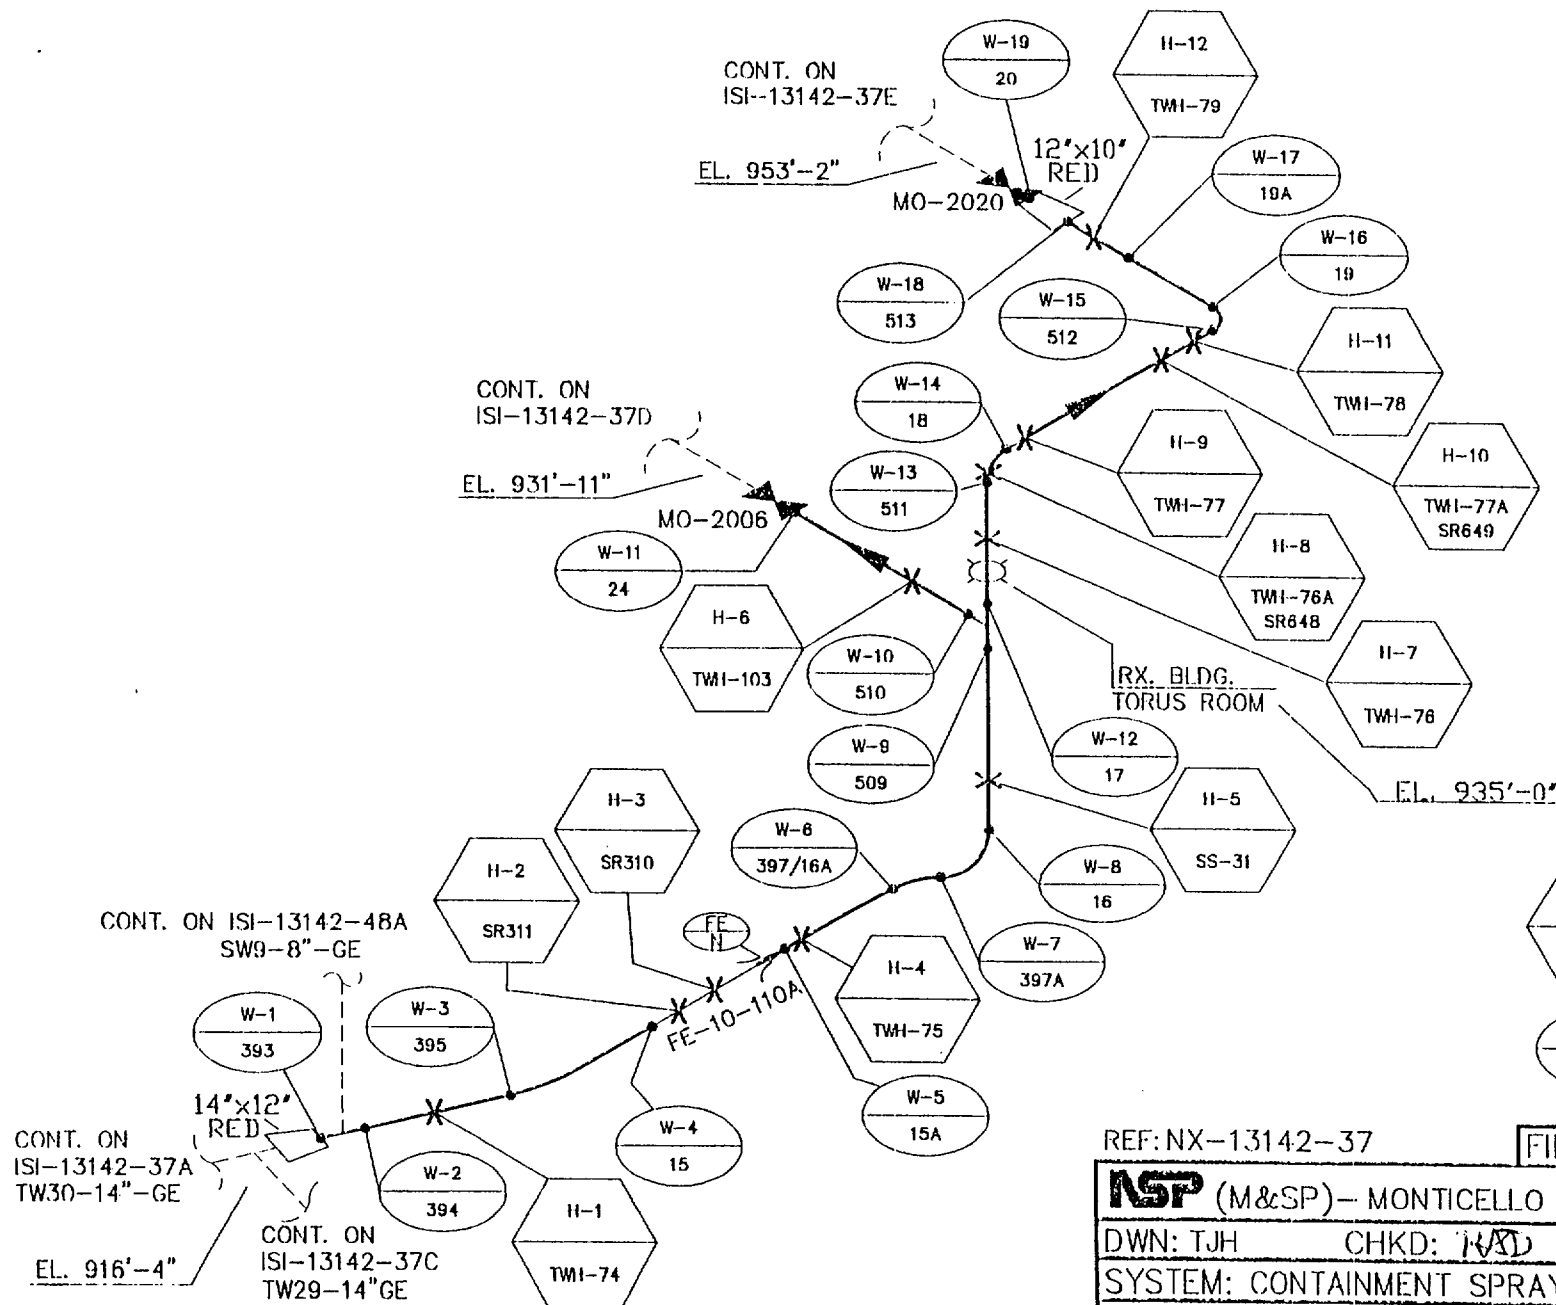 W-19
20
H-12
TWH-79
CONT. ON
ISI-13142-37E
12"x10"
RED
EL. 953'-2"
MO-2020
W-17
19A
W-16
19
W-18
513
W-15
512
H-11
TWH-78
CONT. ON
ISI-13142-37D
W-14
18
H-9
TWH-77
H-10
TWH-77A
SR649
EL. 931'-11"
W-13
511
MO-2006
W-11
24
H-8
TWH-76A
SR648
H-6
TWH-103
W-10
510
RX. BLDG.
TORUS ROOM
H-7
TWH-76
W-9
509
W-12
17
EL. 935'-0"
H-3
SR310
H-5
SS-31
W-6
397/16A
H-2
SR311
W-8
16
CONT. ON ISI-13142-48A
SW9-8"-GE
FE
N
W-7
397A
H-4
TWH-75
FE-10-110A
W-1
393
W-3
395
14"x12"
RED
W-5
15A
W-4
15
CONT. ON
ISI-13142-37A
TW30-14"-GE
W-2
394
H-1
TWH-74
CONT. ON
ISI-13142-37C
TW29-14"GE
EL. 916'-4"
REF: NX-13142-37
NSP (M&SP)- MONTICELLO
DWN: TJH CHKD:
SYSTEM: CONTAINMENT SPRAY